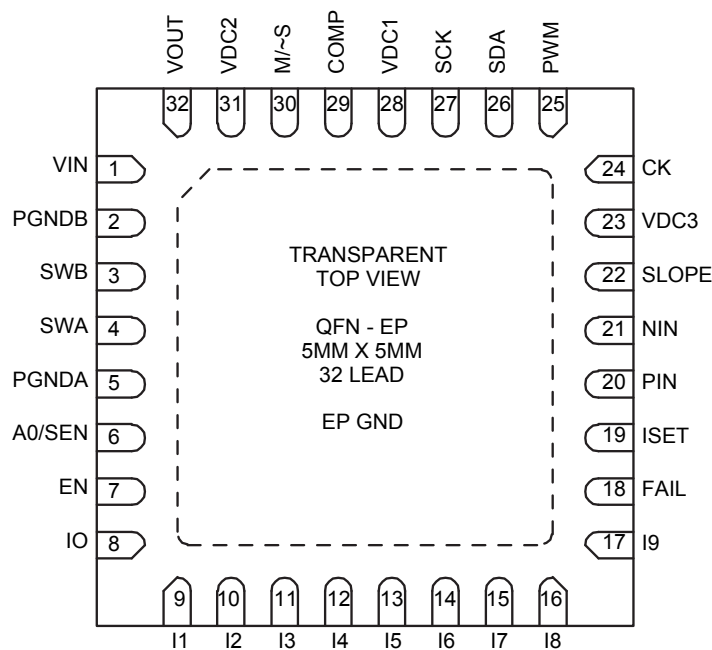 VOUT
VDC2
M/~S
COMP
VDC1
SCK
SDA
PWM
32
31
30
29
28
27
26
25
VIN 1
PGNDB 2
SWB 3
SWA 4
PGNDA 5
A0/SEN 6
EN 7
IO 8
TRANSPARENT
TOP VIEW
QFN - EP
5MM X 5MM
32 LEAD
EP GND
24 CK
23 VDC3
22 SLOPE
21 NIN
20 PIN
19 ISET
18 FAIL
17 I9
9
10
11
12
13
14
15
16
I1
I2
I3
I4
I5
I6
I7
I8